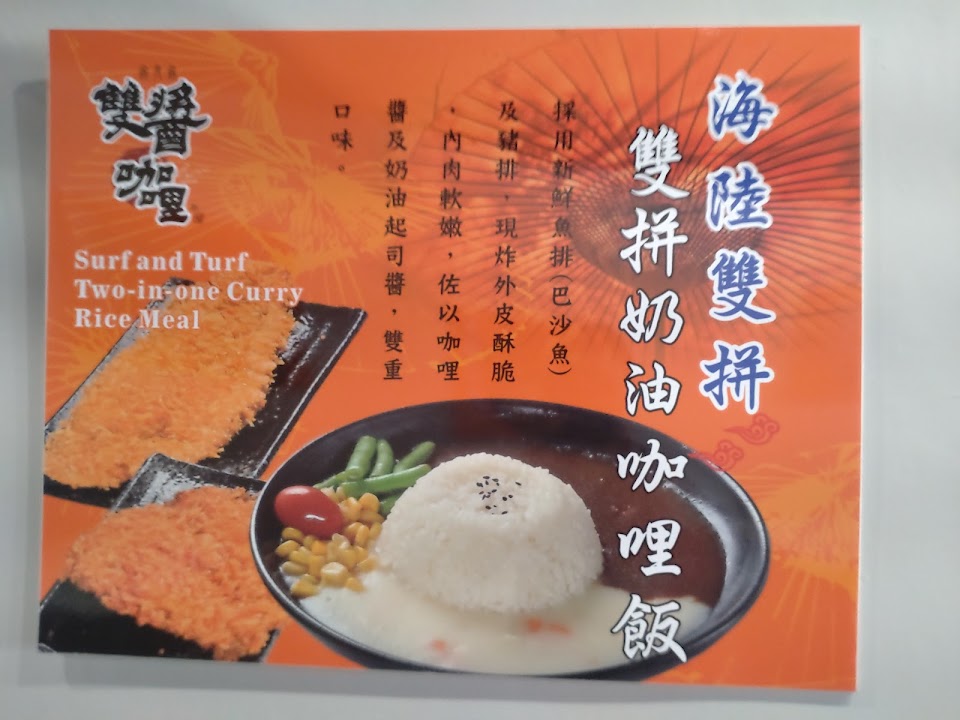 海陸雙拼
雙拼奶油咖哩飯
採用新鮮魚排(巴沙魚)
及豬排，現炸外皮酥脆
，內肉軟嫩，佐以咖哩
醬及奶油起司醬，雙重
口味。
雙醬咖哩
Surf and Turf
Two-in-one Curry
Rice Meal